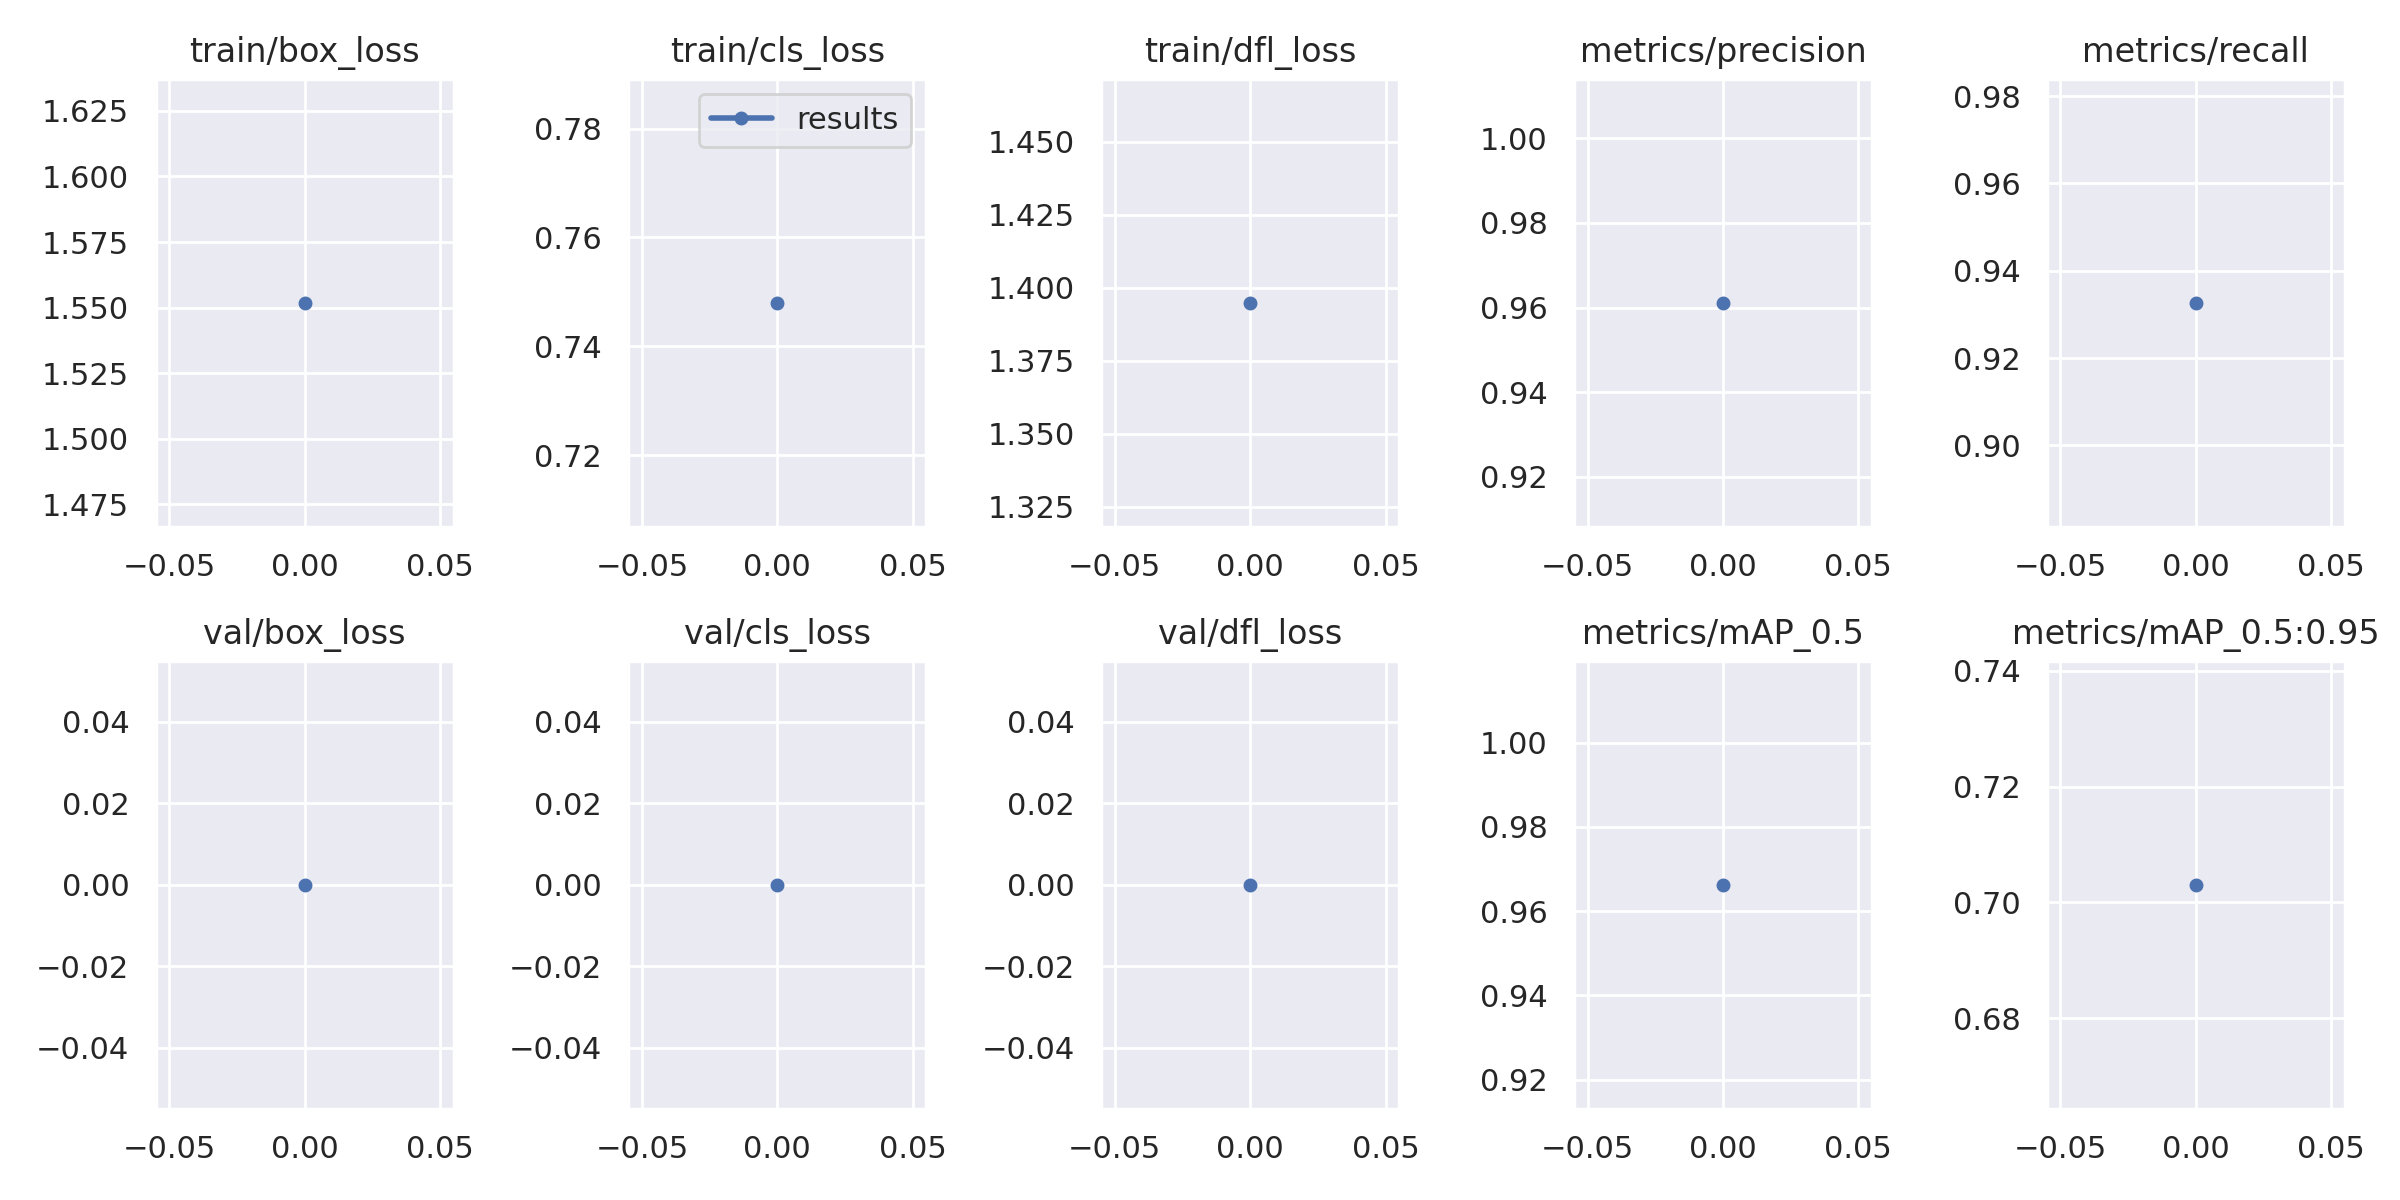 train/box_loss
1.625
1.600
1.575
1.550
1.525
1.500
1.475
−0.05 0.00 0.05
train/cls_loss
results
0.78
0.76
0.74
0.72
−0.05 0.00 0.05
train/dfl_loss
1.450
1.425
1.400
1.375
1.350
1.325
−0.05 0.00 0.05
metrics/precision
1.00
0.98
0.96
0.94
0.92
−0.05 0.00 0.05
metrics/recall
0.98
0.96
0.94
0.92
0.90
−0.05 0.00 0.05
val/box_loss
0.04
0.02
0.00
−0.02
−0.04
−0.05 0.00 0.05
val/cls_loss
0.04
0.02
0.00
−0.02
−0.04
−0.05 0.00 0.05
val/dfl_loss
0.04
0.02
0.00
−0.02
−0.04
−0.05 0.00 0.05
metrics/mAP_0.5
1.00
0.98
0.96
0.94
0.92
−0.05 0.00 0.05
metrics/mAP_0.5:0.95
0.74
0.72
0.70
0.68
−0.05 0.00 0.05